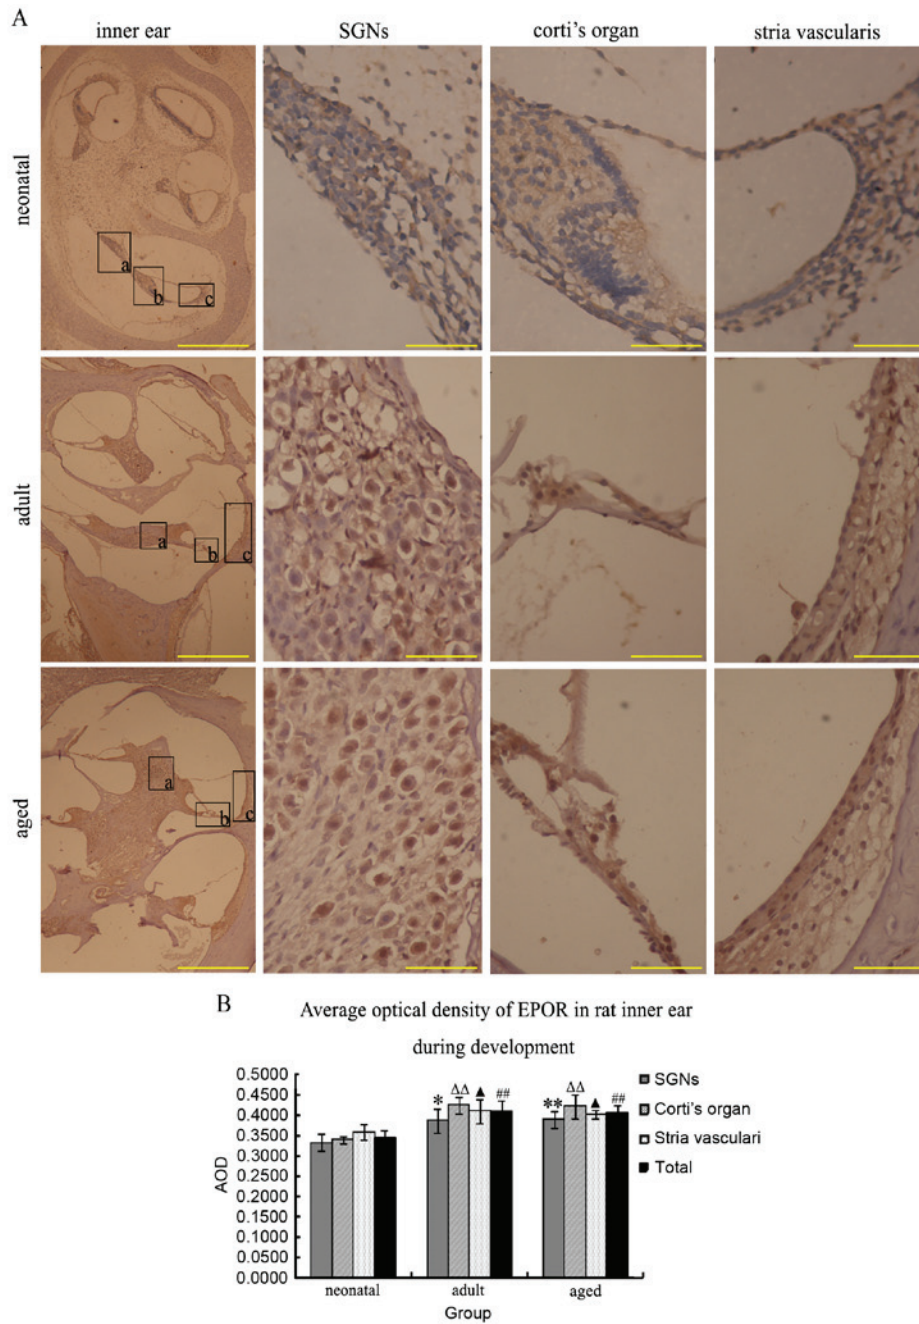 A
inner ear SGNs corti's organ stria vascularis
neonatal
a
b
c
adult
a
b
c
aged
a
b
c
B
Average optical density of EPOR in rat inner ear
during development
0.5000
0.4500
0.4000
0.3500
0.3000
0.2500
0.2000
0.1500
0.1000
0.0500
0.0000
AOD
* ΔΔ ▲ ##
** ΔΔ ▲ ##
SGNs
Corti's organ
Stria vasculari
Total
neonatal adult aged
Group